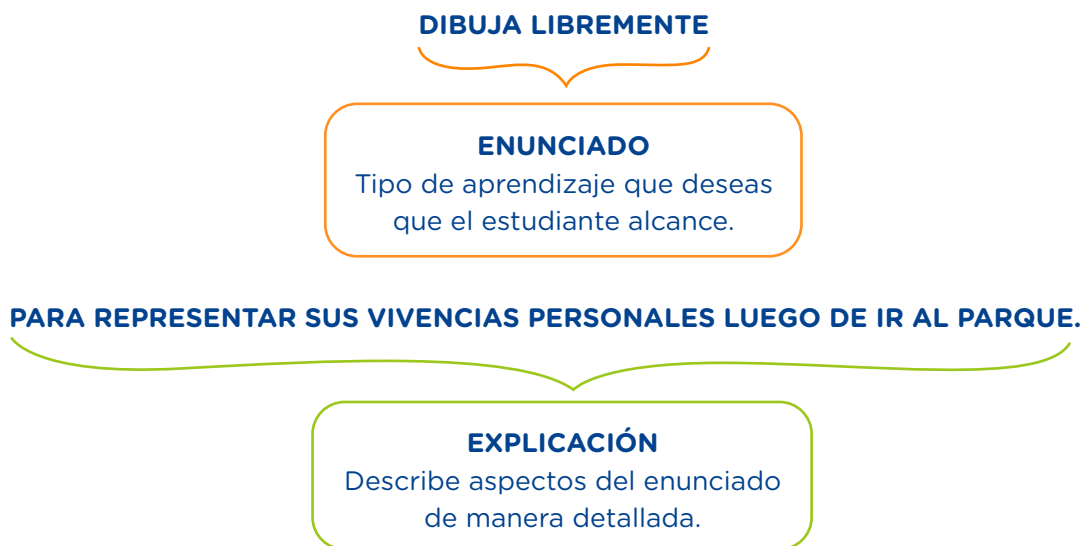 DIBUJA LIBREMENTE
ENUNCIADO
Tipo de aprendizaje que deseas
que el estudiante alcance.
PARA REPRESENTAR SUS VIVENCIAS PERSONALES LUEGO DE IR AL PARQUE.
EXPLICACIÓN
Describe aspectos del enunciado
de manera detallada.